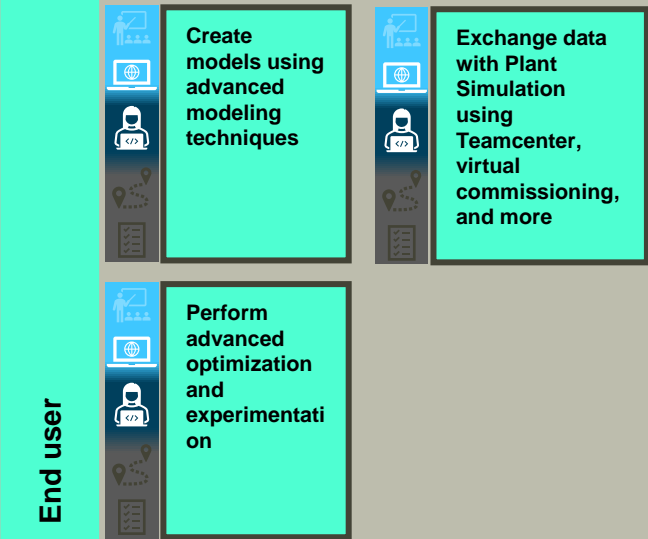 Create
models using
advanced
modeling
techniques
Exchange data
with Plant
Simulation
using
Teamcenter,
virtual
commissioning,
and more
Perform
advanced
optimization
and
experimentati
on
End user